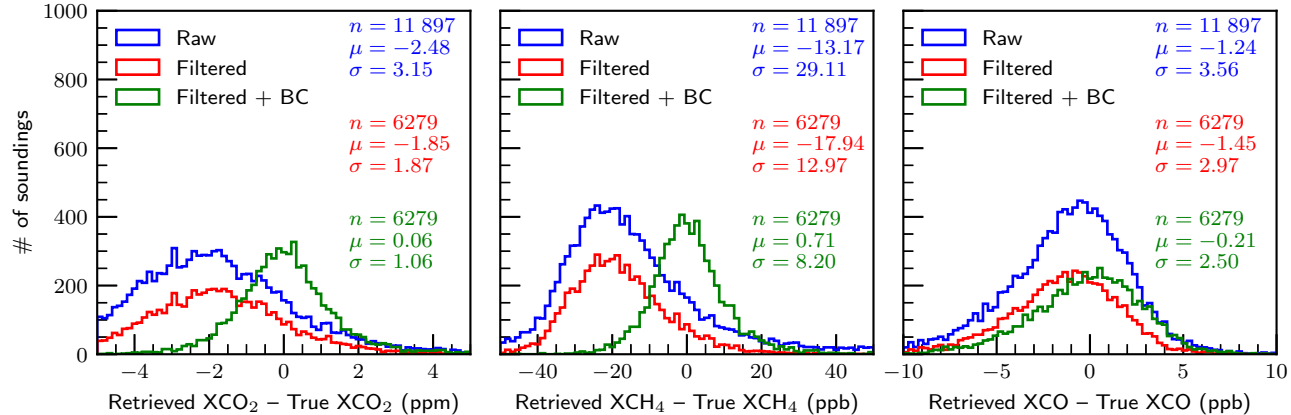 # of soundings
1000
800
600
400
200
0
Raw
Filtered
Filtered + BC
n = 11 897
μ = −2.48
σ = 3.15
n = 6279
μ = −1.85
σ = 1.87
n = 6279
μ = 0.06
σ = 1.06
−4 −2 0 2 4
Retrieved XCO₂ – True XCO₂ (ppm)
Raw
Filtered
Filtered + BC
n = 11 897
μ = −13.17
σ = 29.11
n = 6279
μ = −17.94
σ = 12.97
n = 6279
μ = 0.71
σ = 8.20
−40 −20 0 20 40
Retrieved XCH₄ – True XCH₄ (ppb)
Raw
Filtered
Filtered + BC
n = 11 897
μ = −1.24
σ = 3.56
n = 6279
μ = −1.45
σ = 2.97
n = 6279
μ = −0.21
σ = 2.50
−10 −5 0 5 10
Retrieved XCO – True XCO (ppb)